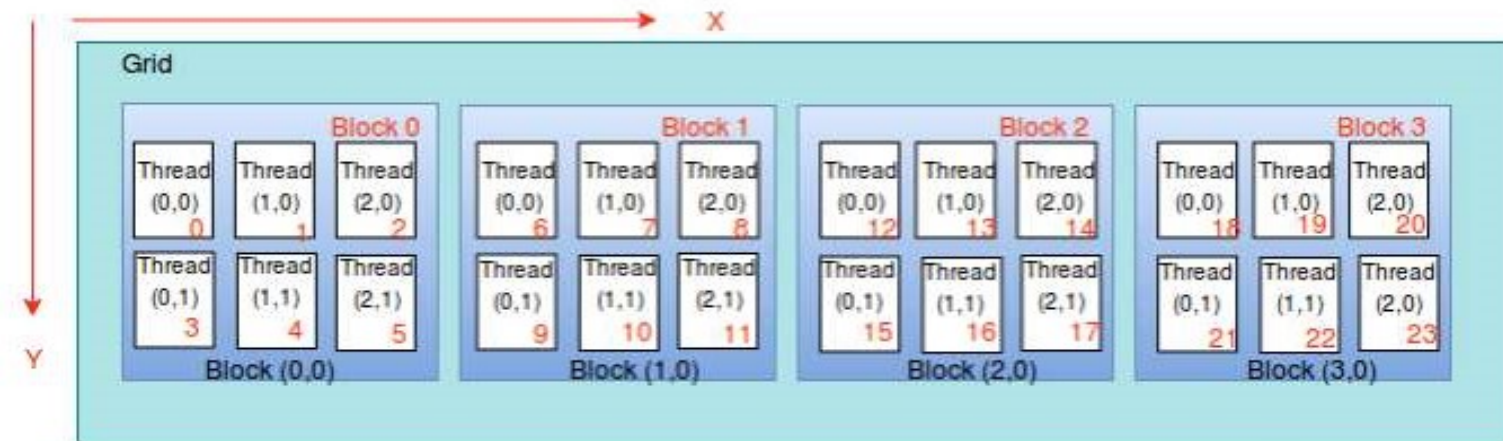 X
Grid
Block 0
Block 1
Block 2
Block 3
Thread Thread Thread Thread Thread Thread Thread Thread Thread Thread Thread Thread
(0,0) (1,0) (2,0) (0,0) (1,0) (2,0) (0,0) (1,0) (2,0) (0,0) (1,0) (2,0)
0 1 2 6 7 8 12 13 14 18 19 20
Thread Thread Thread Thread Thread Thread Thread Thread Thread Thread Thread Thread
(0,1) (1,1) (2,1) (0,1) (1,1) (2,1) (0,1) (1,1) (2,1) (0,1) (1,1) (2,0)
3 4 5 9 10 11 15 16 17 21 22 23
Y
Block (0,0)
Block (1,0)
Block (2,0)
Block (3,0)